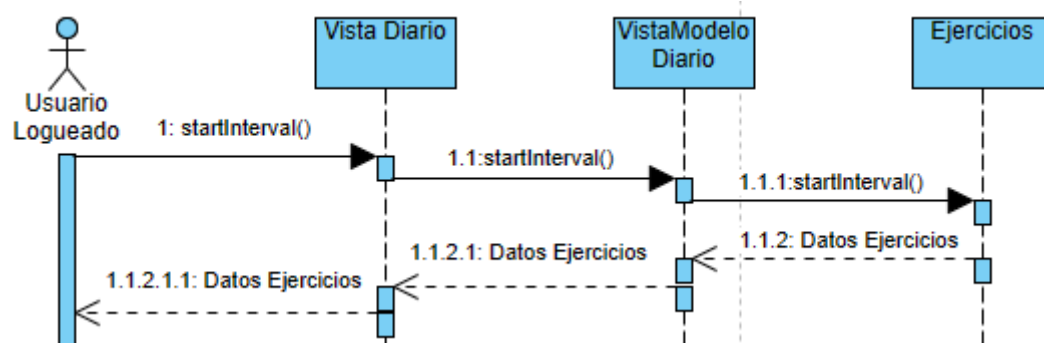 Vista Diario
VistaModelo
Diario
Ejercicios
Usuario
Logueado
1: startInterval()
1.1:startInterval()
1.1.1:startInterval()
1.1.2: Datos Ejercicios
1.1.2.1: Datos Ejercicios
1.1.2.1.1: Datos Ejercicios